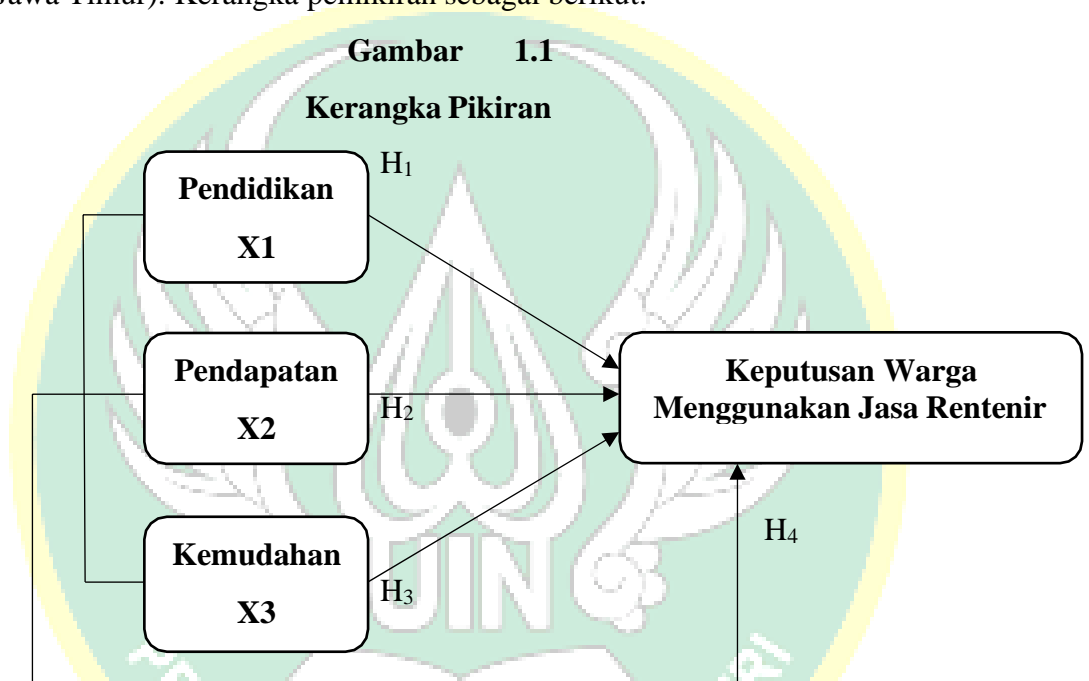 Jawa Timur). Kerangka pemikiran sebagai berikut:
Gambar 1.1
Kerangka Pikiran
H₁
Pendidikan
X1
Pendapatan
X2
H₂
Keputusan Warga
Menggunakan Jasa Rentenir
Kemudahan
X3
H₃
H₄
UIN